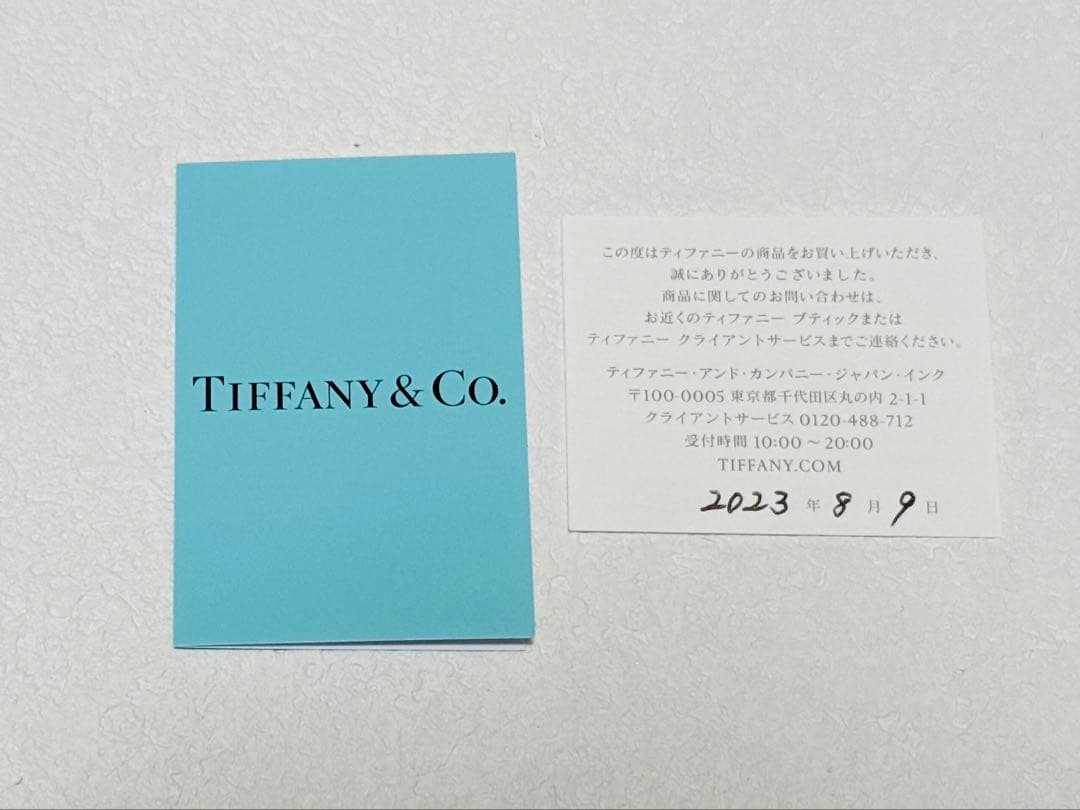 TIFFANY & CO.
この度はティファニーの商品をお買い上げいただき、
誠にありがとうございました。
商品に関してのお問い合わせは、
お近くのティファニー ブティックまたは
ティファニー クライアントサービスまでご連絡ください。
ティファニー・アンド・カンパニー・ジャパン・インク
〒100-0005 東京都千代田区丸の内 2-1-1
クライアントサービス 0120-488-712
受付時間 10:00 〜 20:00
TIFFANY.COM
2023 年 8 月 9 日